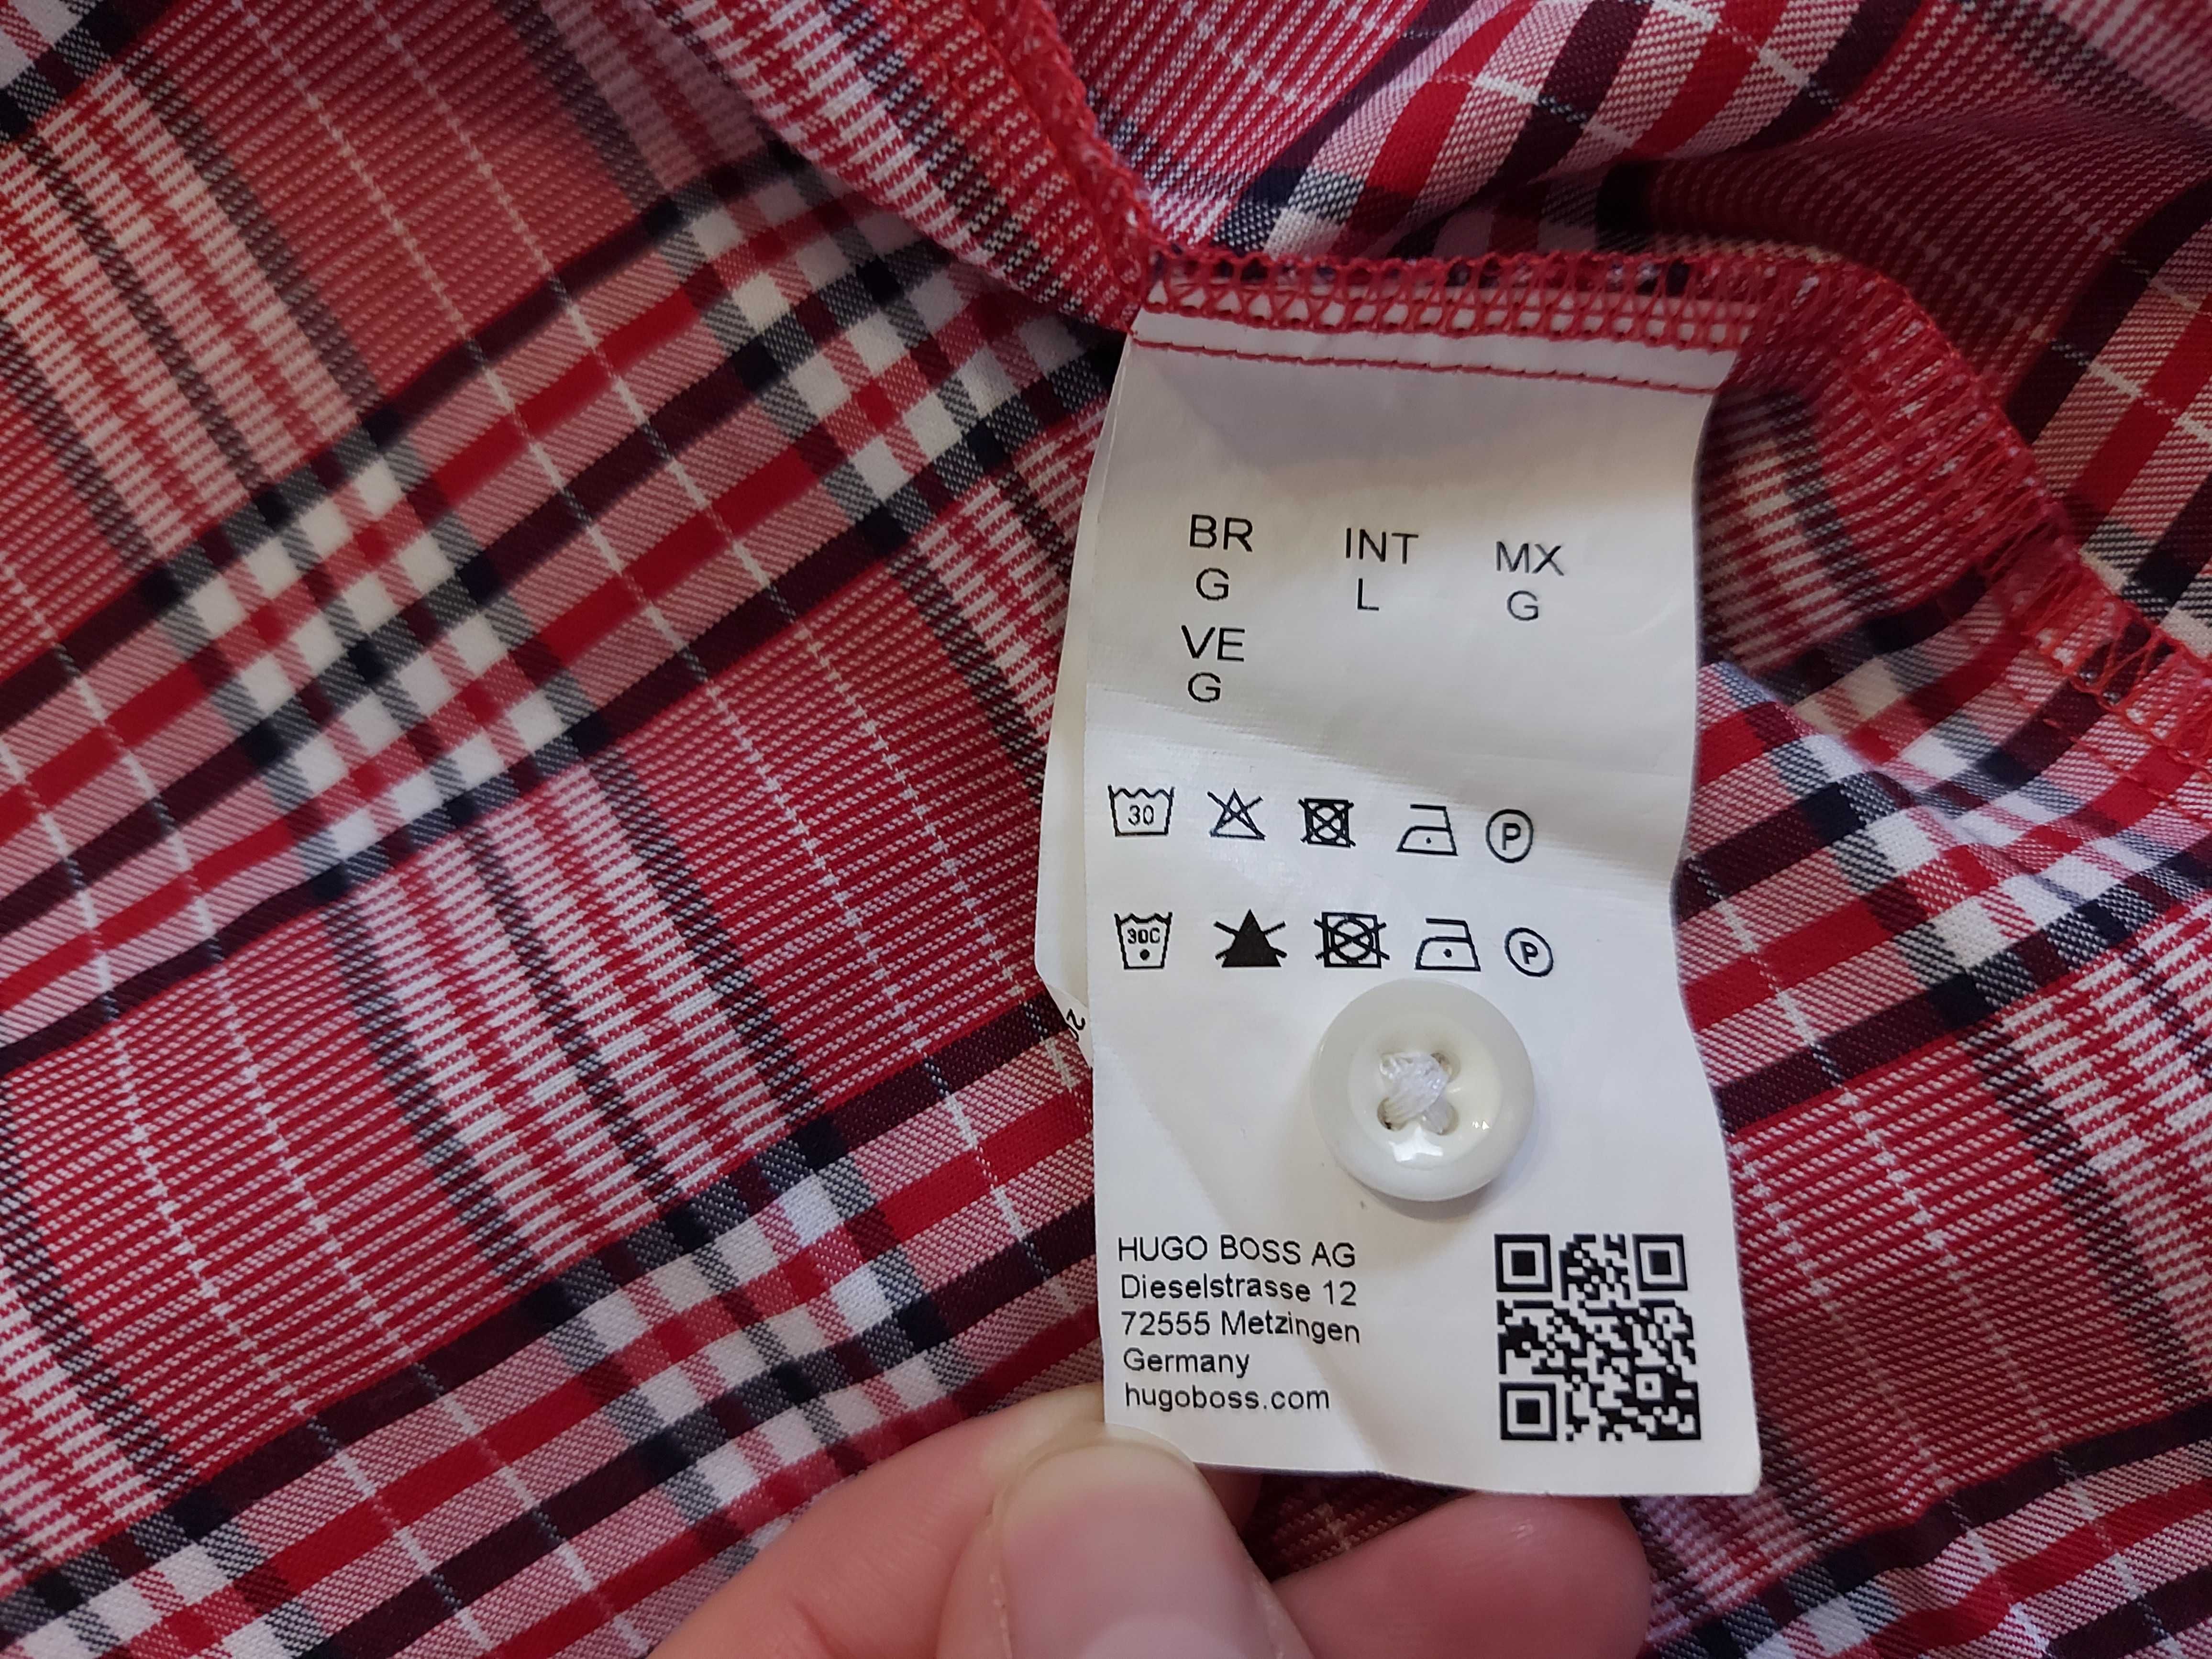 BR INT MX
G L G
VE
G
30 P
30C P
HUGO BOSS AG
Dieselstrasse 12
72555 Metzingen
Germany
hugoboss.com